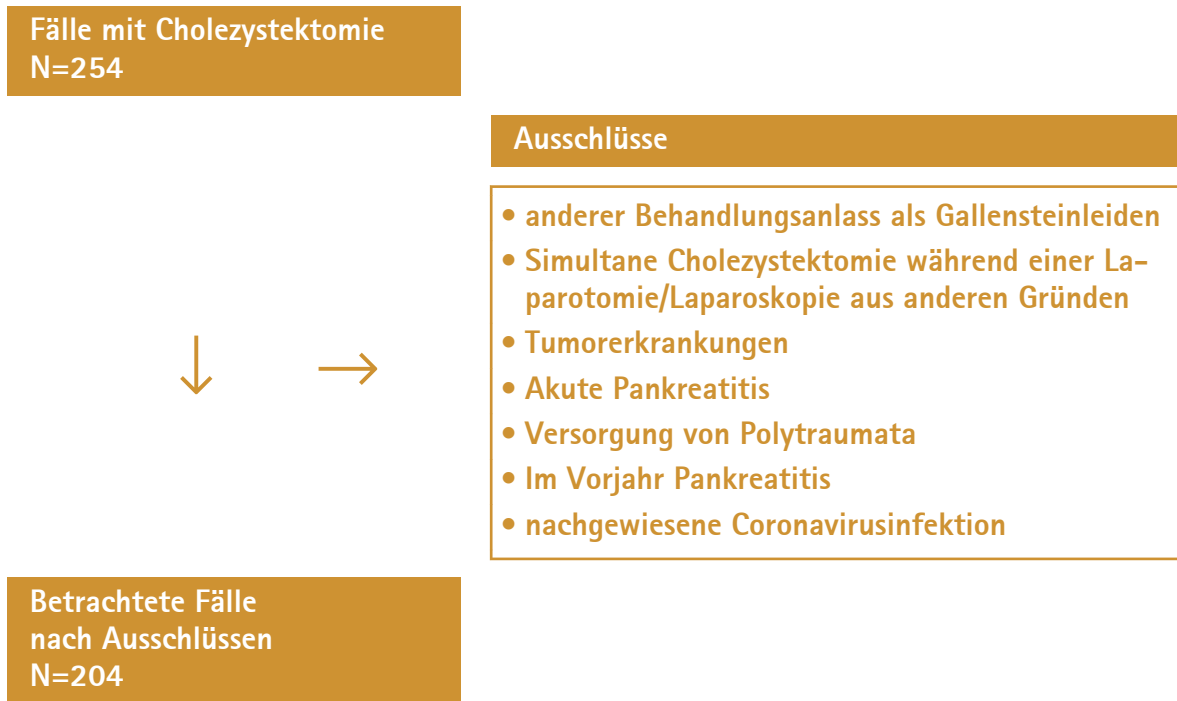 Fälle mit Cholezystektomie
N=254
Ausschlüsse
• anderer Behandlungsanlass als Gallensteinleiden
• Simultane Cholezystektomie während einer La-
parotomie/Laparoskopie aus anderen Gründen
• Tumorerkrankungen
• Akute Pankreatitis
• Versorgung von Polytraumata
• Im Vorjahr Pankreatitis
• nachgewiesene Coronavirusinfektion
Betrachtete Fälle
nach Ausschlüssen
N=204